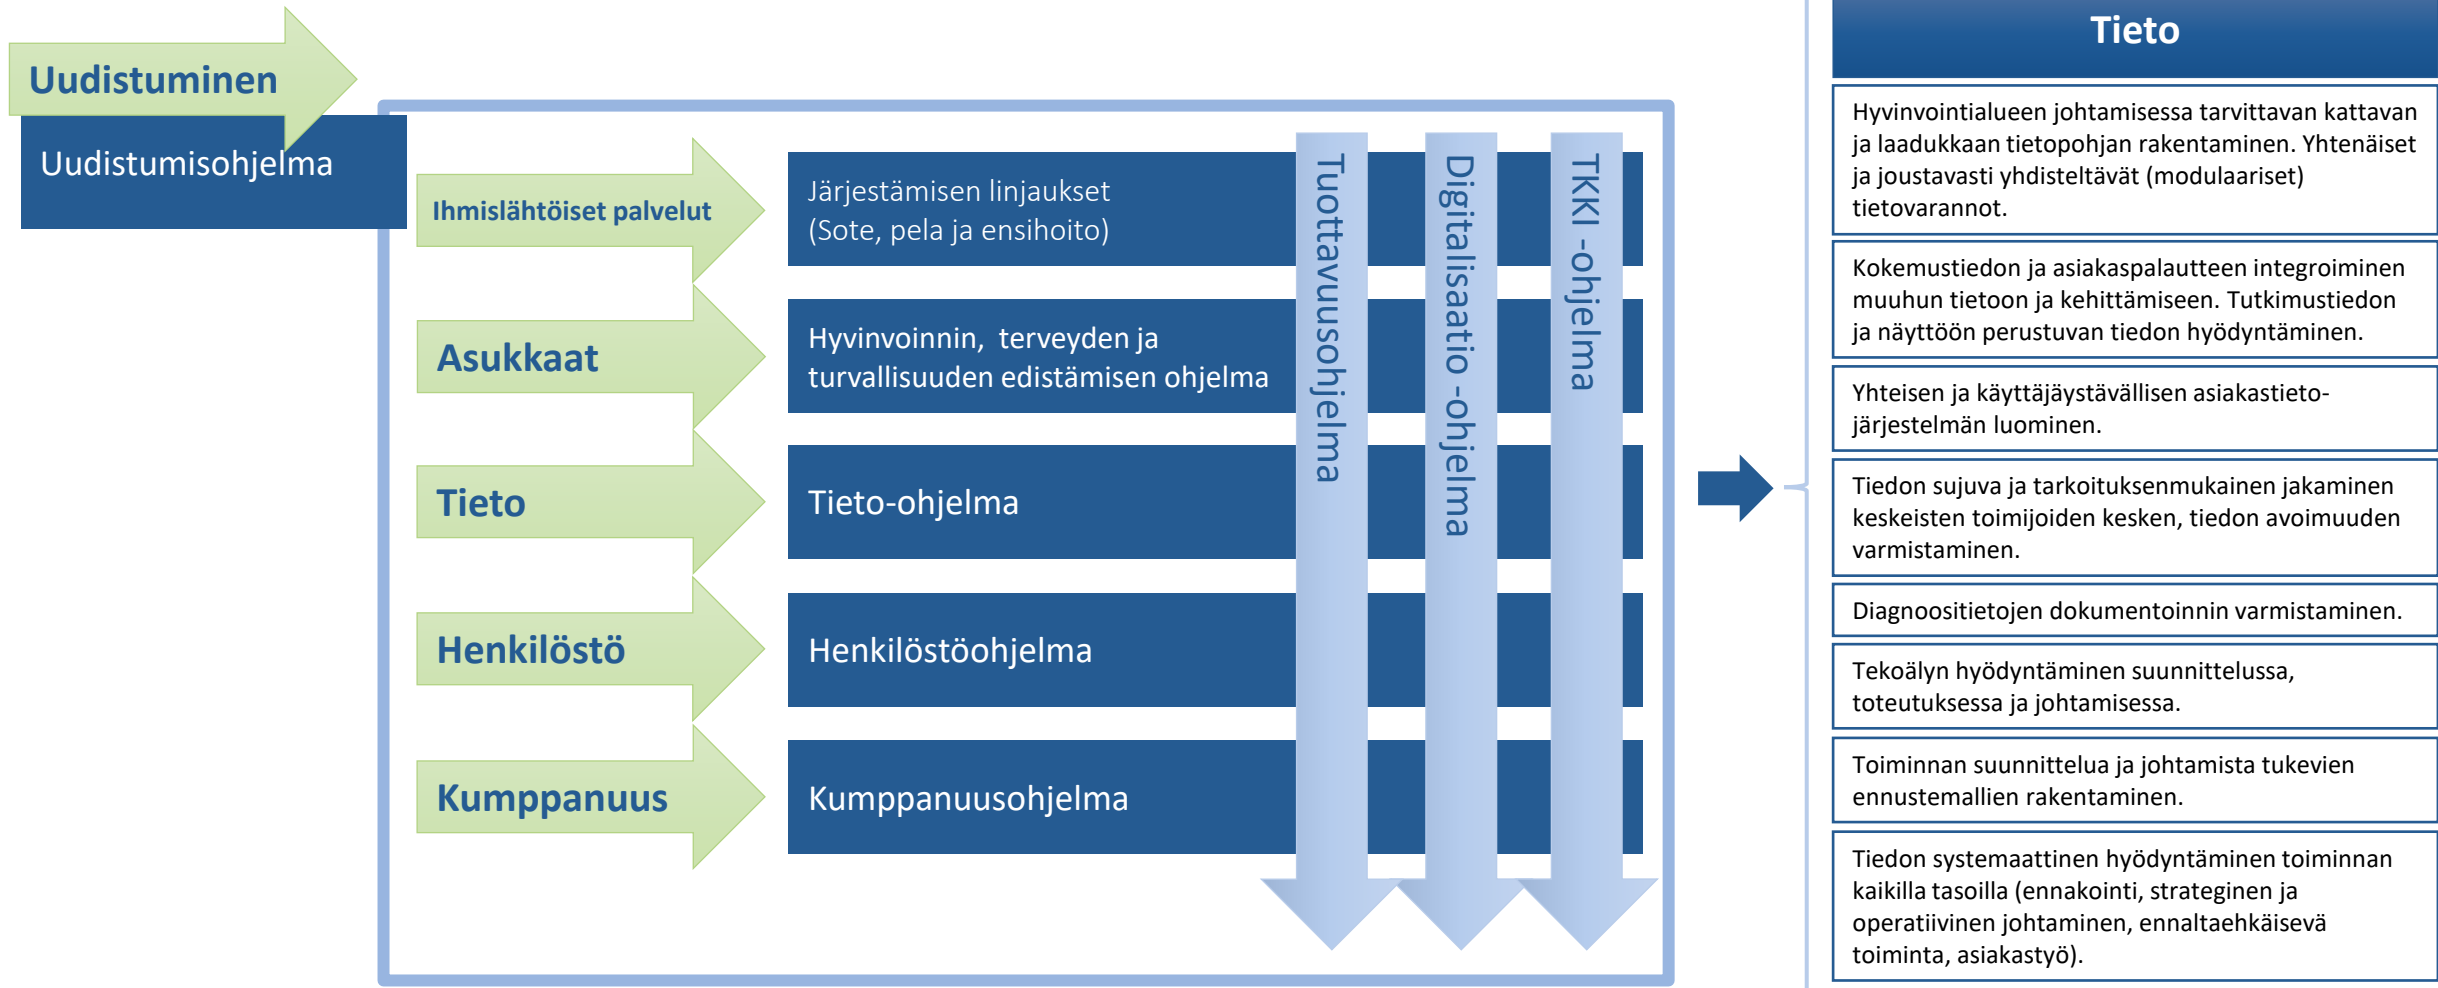 Uudistuminen
Uudistumisohjelma
Ihmislähtöiset palvelut
Järjestämisen linjaukset
(Sote, pela ja ensihoito)
Asukkaat
Hyvinvoinnin, terveyden ja
turvallisuuden edistämisen ohjelma
Tieto
Tieto-ohjelma
Henkilöstö
Henkilöstöohjelma
Kumppanuus
Kumppanuusohjelma
Tuottavuusohjelma
Digitalisaatio -ohjelma
TKKI -ohjelma
Tieto
Hyvinvointialueen johtamisessa tarvittavan kattavan
ja laadukkaan tietopohjan rakentaminen. Yhtenäiset
ja joustavasti yhdisteltävät (modulaariset)
tietovarannot.
Kokemustiedon ja asiakaspalautteen integroiminen
muuhun tietoon ja kehittämiseen. Tutkimustiedon
ja näyttöön perustuvan tiedon hyödyntäminen.
Yhteisen ja käyttäjäystävällisen asiakastieto-
järjestelmän luominen.
Tiedon sujuva ja tarkoituksenmukainen jakaminen
keskeisten toimijoiden kesken, tiedon avoimuuden
varmistaminen.
Diagnoositietojen dokumentoinnin varmistaminen.
Tekoälyn hyödyntäminen suunnittelussa,
toteutuksessa ja johtamisessa.
Toiminnan suunnittelua ja johtamista tukevien
ennustemallien rakentaminen.
Tiedon systemaattinen hyödyntäminen toiminnan
kaikilla tasoilla (ennakointi, strateginen ja
operatiivinen johtaminen, ennaltaehkäisevä
toiminta, asiakastyö).